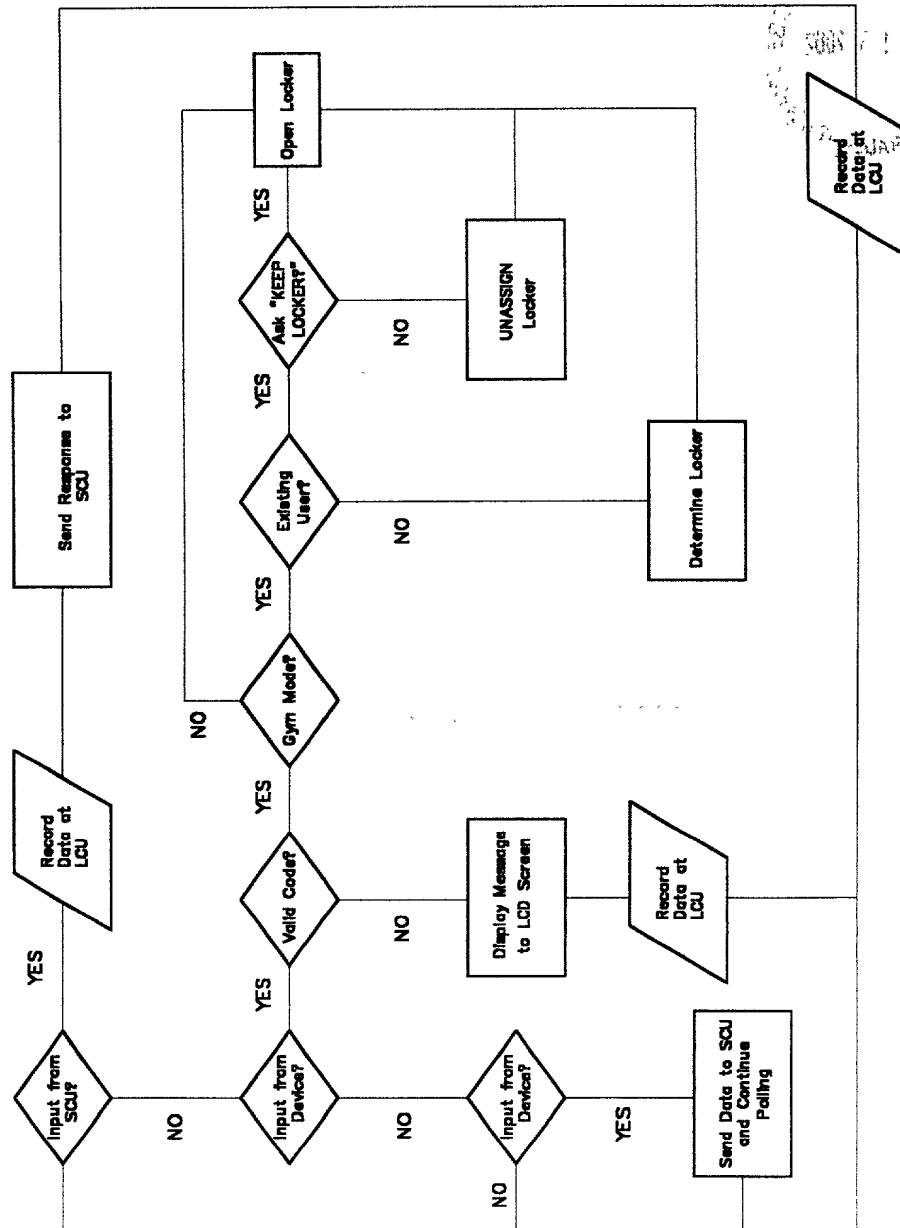 Input from
SCU?
YES
Record
Data at
LCU
Send Response to
SCU
NO
Input from
Device?
YES
Valid Code?
YES
Gym Mode?
NO
YES
Existing
User?
YES
Ask "KEEP
LOCKER?"
YES
Open Locker
NO
Input from
Device?
NO
YES
Send Data to SCU
and Continue
Polling
NO
Display Message
to LCD Screen
Record
Data at
LCU
NO
Determine Locker
NO
UNASSIGN
Locker
Record
Data at
LCU